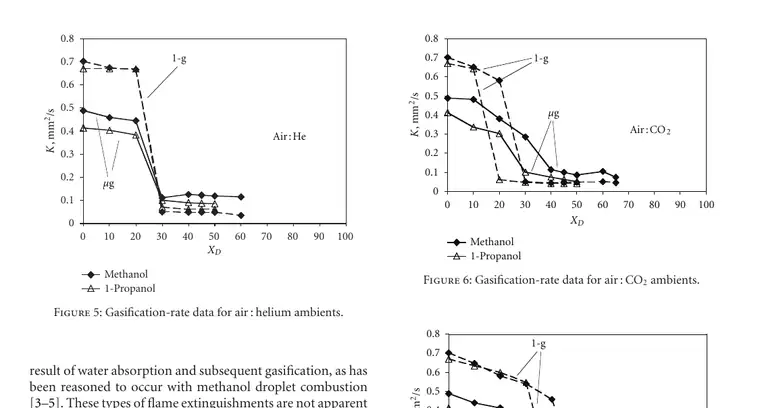 0.8
0.7
0.6
0.5
0.4
0.3
0.2
0.1
0
K, mm²/s
1-g
Air : He
μg
0 10 20 30 40 50 60 70 80 90 100
X_D
Methanol
1-Propanol
Figure 5: Gasification-rate data for air : helium ambients.
result of water absorption and subsequent gasification, as has
been reasoned to occur with methanol droplet combustion
[3–5]. These types of flame extinguishments are not apparent
0.8
0.7
0.6
0.5
0.4
0.3
0.2
0.1
0
K, mm²/s
1-g
μg
Air : CO₂
0 10 20 30 40 50 60 70 80 90 100
X_D
Methanol
1-Propanol
Figure 6: Gasification-rate data for air : CO₂ ambients.
0.8
0.7
0.6
0.5
1-g